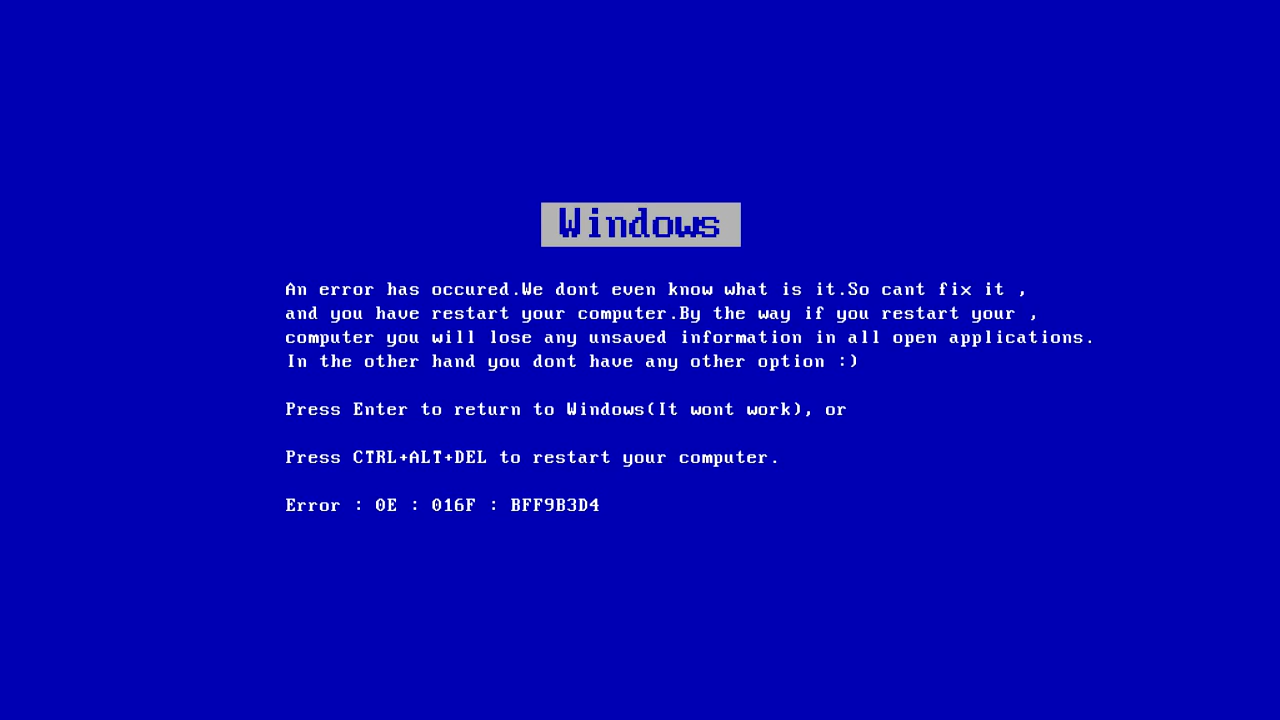 Windows
An error has occured.We dont even know what is it.So cant fix it ,
and you have restart your computer.By the way if you restart your ,
computer you will lose any unsaved information in all open applications.
In the other hand you dont have any other option :)
Press Enter to return to Windows(It wont work), or
Press CTRL+ALT+DEL to restart your computer.
Error : 0E : 016F : BFF9B3D4